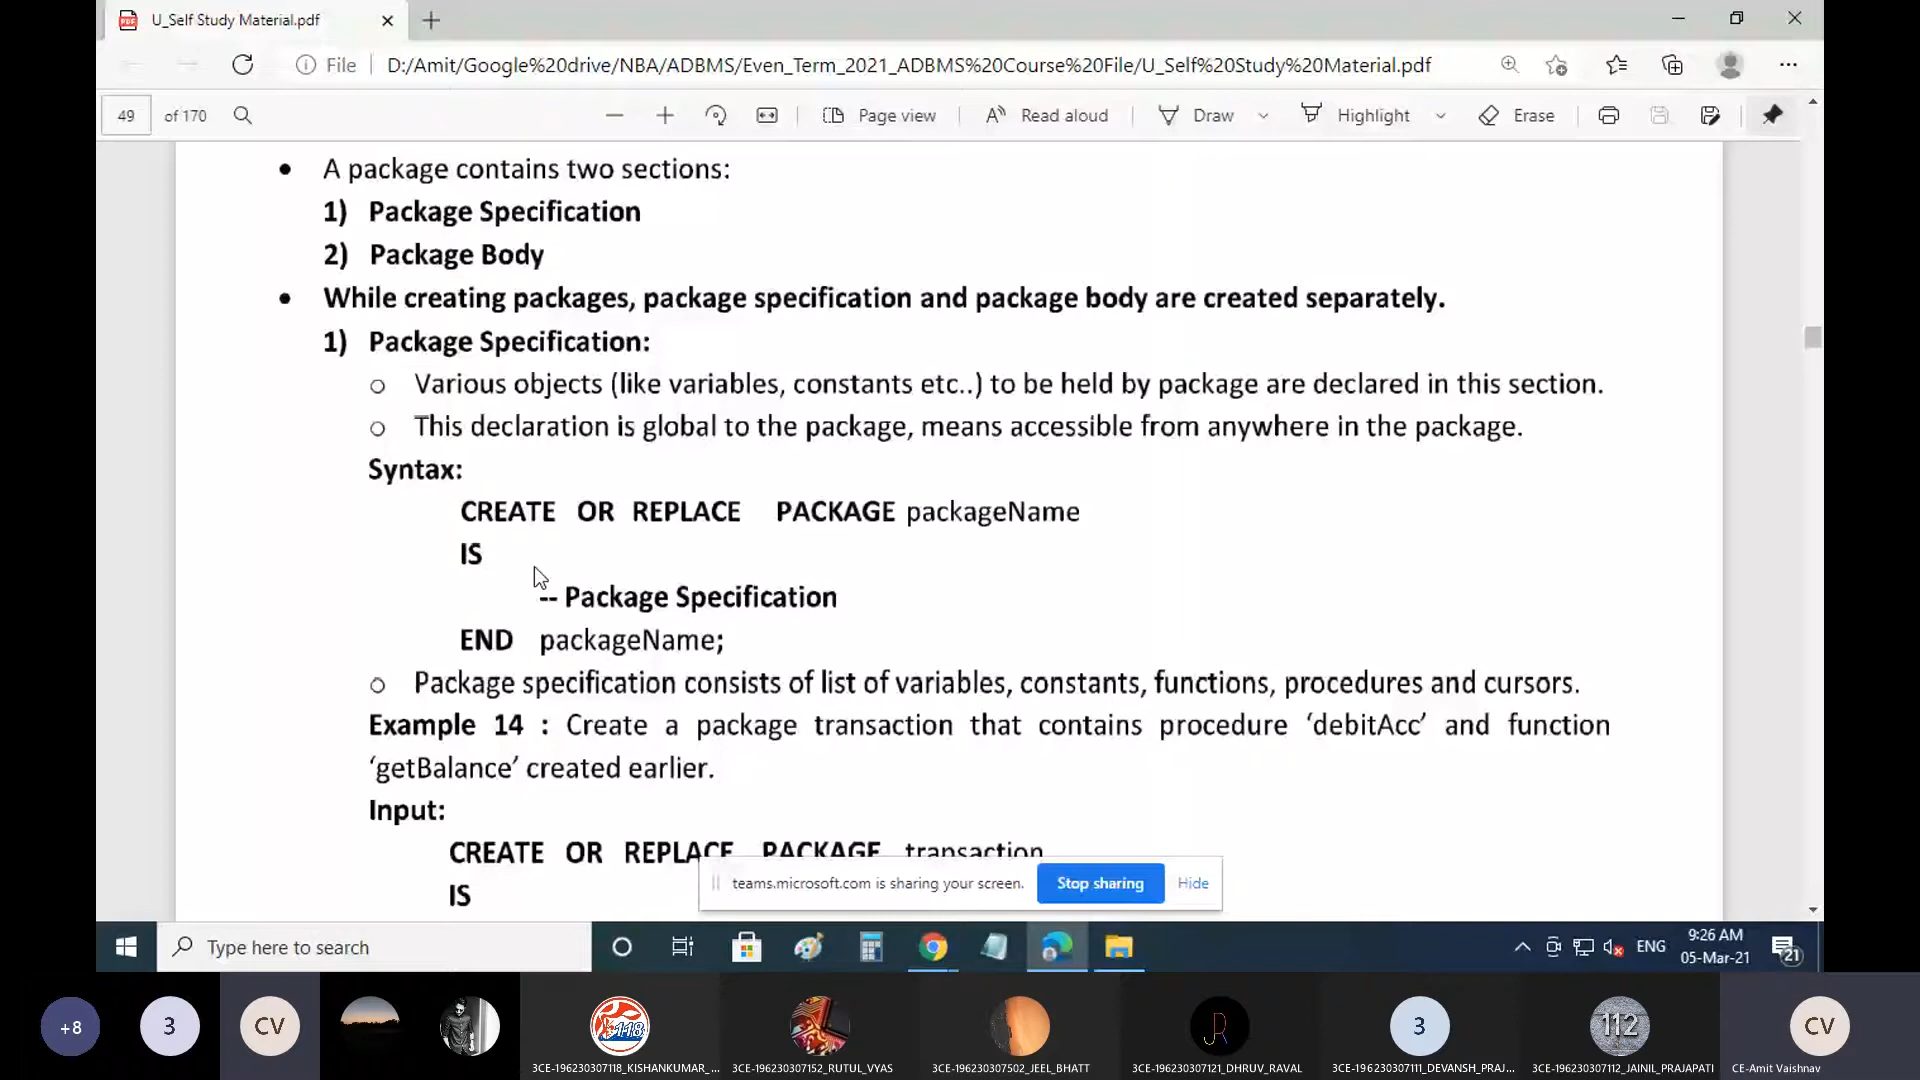 U_Self Study Material.pdf
File D:/Amit/Google%20drive/NBA/ADBMS/Even_Term_2021_ADBMS%20Course%20File/U_Self%20Study%20Material.pdf
49 of 170 Page view Read aloud Draw Highlight Erase
• A package contains two sections:
1) Package Specification
2) Package Body
• While creating packages, package specification and package body are created separately.
1) Package Specification:
o Various objects (like variables, constants etc..) to be held by package are declared in this section.
o This declaration is global to the package, means accessible from anywhere in the package.
Syntax:
CREATE OR REPLACE PACKAGE packageName
IS
-- Package Specification
END packageName;
o Package specification consists of list of variables, constants, functions, procedures and cursors.
Example 14 : Create a package transaction that contains procedure ‘debitAcc’ and function
‘getBalance’ created earlier.
Input:
CREATE OR REPLACE PACKAGE transaction
IS
teams.microsoft.com is sharing your screen. Stop sharing Hide
Type here to search
ENG
9:26 AM
05-Mar-21
21
+8 3 CV 118 JR 3 112 CV
3CE-196230307118_KISHANKUMAR_... 3CE-196230307152_RUTUL_VYAS 3CE-196230307502_JEEL_BHATT 3CE-196230307121_DHRUV_RAVAL 3CE-196230307111_DEVANSH_PRAJ... 3CE-196230307112_JAINIL_PRAJAPATI CE-Amit Vaishnav